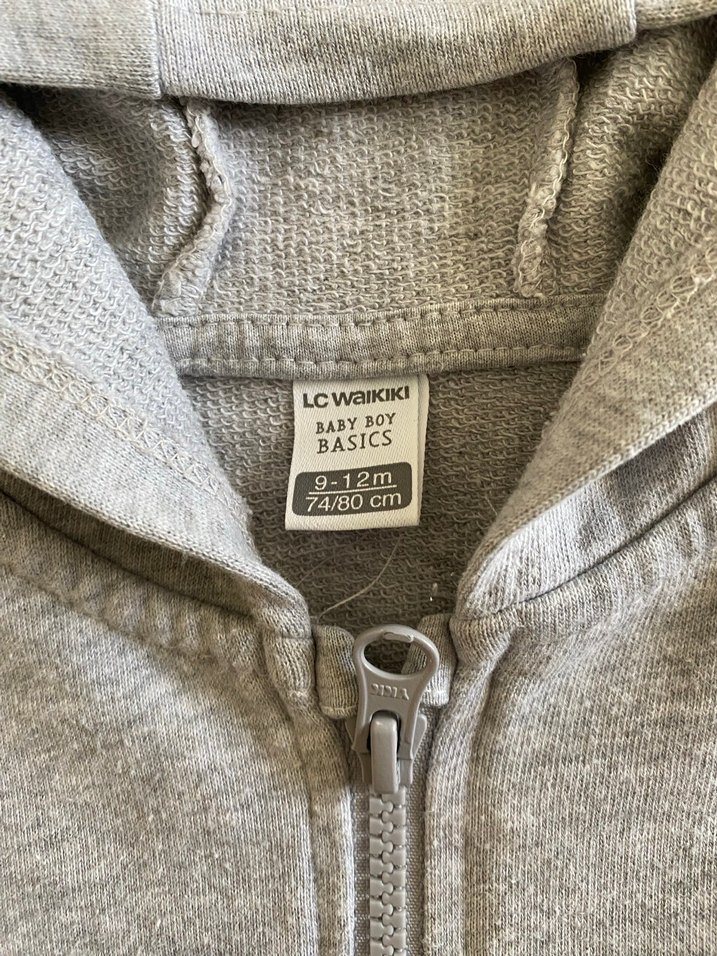 LC WAIKIKI
BABY BOY
BASICS
9-12m
74/80 cm